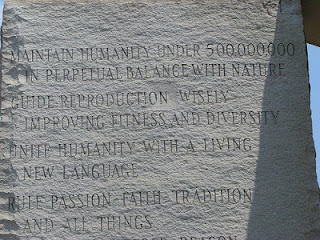 MAINTAIN HUMANITY UNDER 500,000,000
IN PERPETUAL BALANCE WITH NATURE
GUIDE REPRODUCTION WISELY -
IMPROVING FITNESS AND DIVERSITY
UNITE HUMANITY WITH A LIVING
NEW LANGUAGE
RULE PASSION - FAITH - TRADITION
AND ALL THINGS
REASON